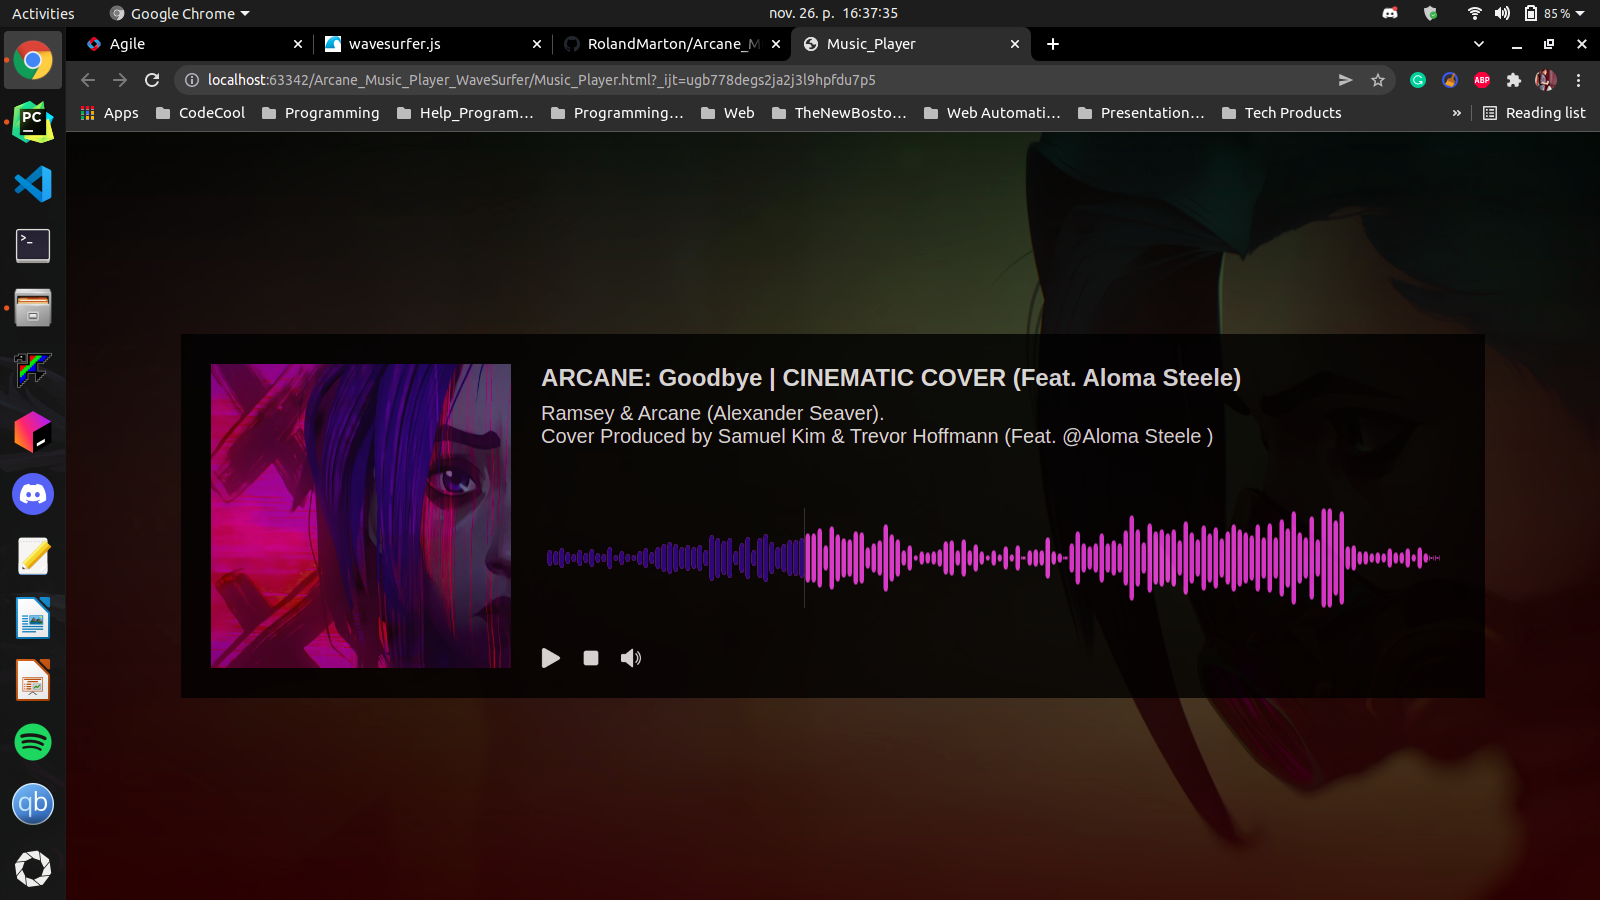 Activities
Google Chrome
nov. 26. p. 16:37:35
85 %
Agile
wavesurfer.js
RolandMarton/Arcane_M
Music_Player
localhost:63342/Arcane_Music_Player_WaveSurfer/Music_Player.html?_ijt=ugb778degs2ja2j3l9hpfdu7p5
ABP
Apps
CodeCool
Programming
Help_Program…
Programming…
Web
TheNewBosto…
Web Automati…
Presentation…
Tech Products
»
Reading list
PC
qb
ARCANE: Goodbye | CINEMATIC COVER (Feat. Aloma Steele)
Ramsey & Arcane (Alexander Seaver).
Cover Produced by Samuel Kim & Trevor Hoffmann (Feat. @Aloma Steele )